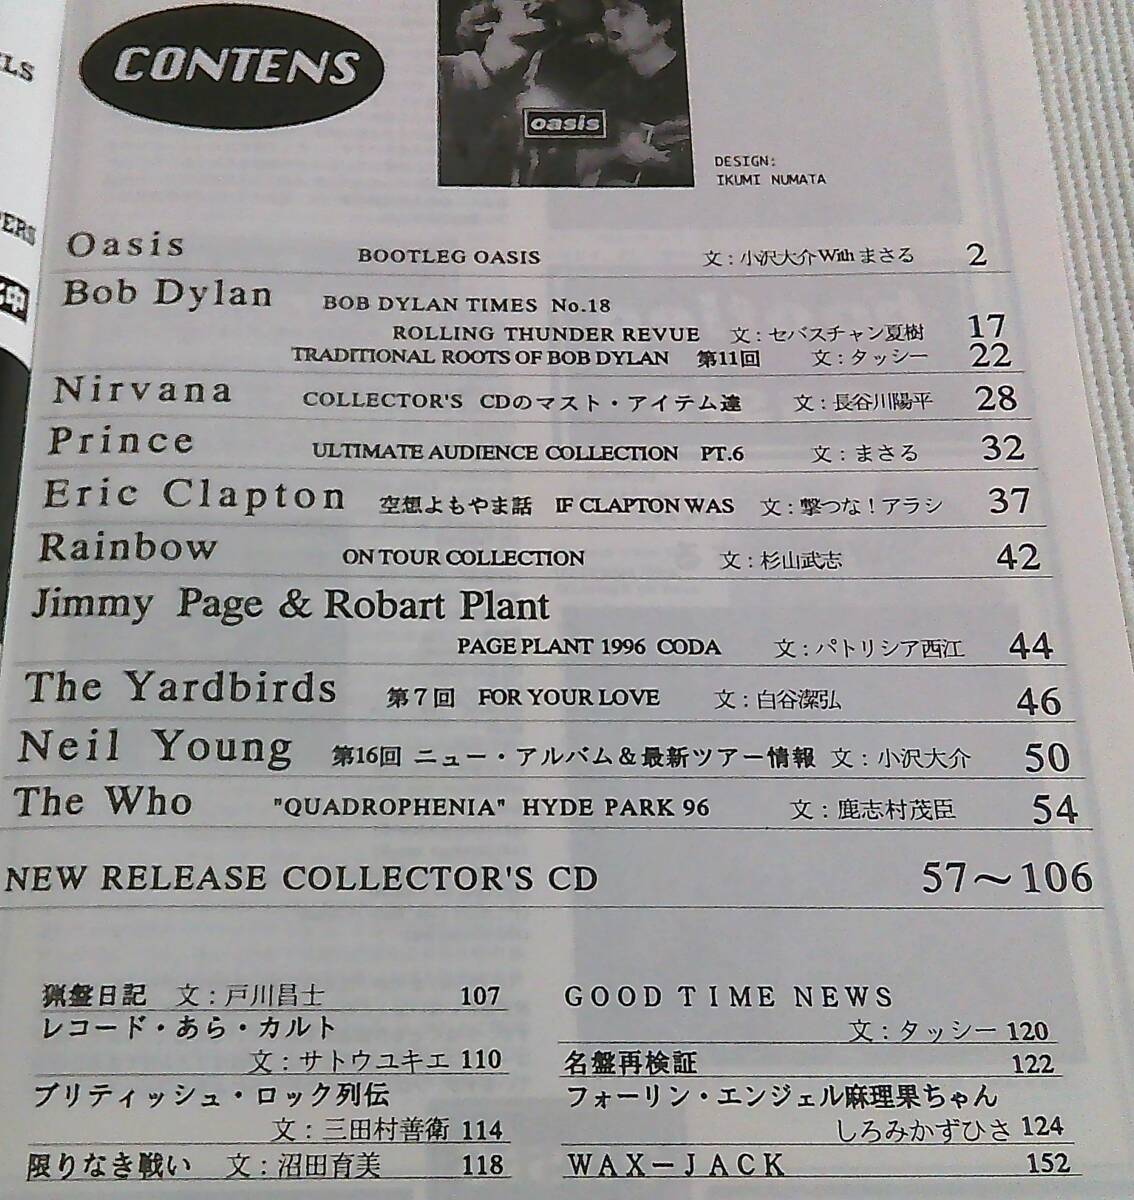 ELS
PERS
CONTENS
oasis
DESIGN:
IKUMI NUMATA
Oasis BOOTLEG OASIS 文：小沢大介With まさる 2
Bob Dylan BOB DYLAN TIMES No.18
ROLLING THUNDER REVUE 文：セバスチャン夏樹 17
TRADITIONAL ROOTS OF BOB DYLAN 第11回 文：タッシー 22
Nirvana COLLECTOR'S CDのマスト・アイテム達 文：長谷川陽平 28
Prince ULTIMATE AUDIENCE COLLECTION PT.6 文：まさる 32
Eric Clapton 空想よもやま話 IF CLAPTON WAS 文：撃つな！アラシ 37
Rainbow ON TOUR COLLECTION 文：杉山武志 42
Jimmy Page & Robart Plant
PAGE PLANT 1996 CODA 文：パトリシア西江 44
The Yardbirds 第7回 FOR YOUR LOVE 文：白谷潔弘 46
Neil Young 第16回 ニュー・アルバム＆最新ツアー情報 文：小沢大介 50
The Who "QUADROPHENIA" HYDE PARK 96 文：鹿志村茂臣 54
NEW RELEASE COLLECTOR'S CD 57～106
猟盤日記 文：戸川昌士 107
レコード・あら・カルト
文：サトウユキエ 110
ブリティッシュ・ロック列伝
文：三田村善衛 114
限りなき戦い 文：沼田育美 118
GOOD TIME NEWS
文：タッシー 120
名盤再検証 122
フォーリン・エンジェル麻理果ちゃん
しろみかずひさ 124
WAX－JACK 152